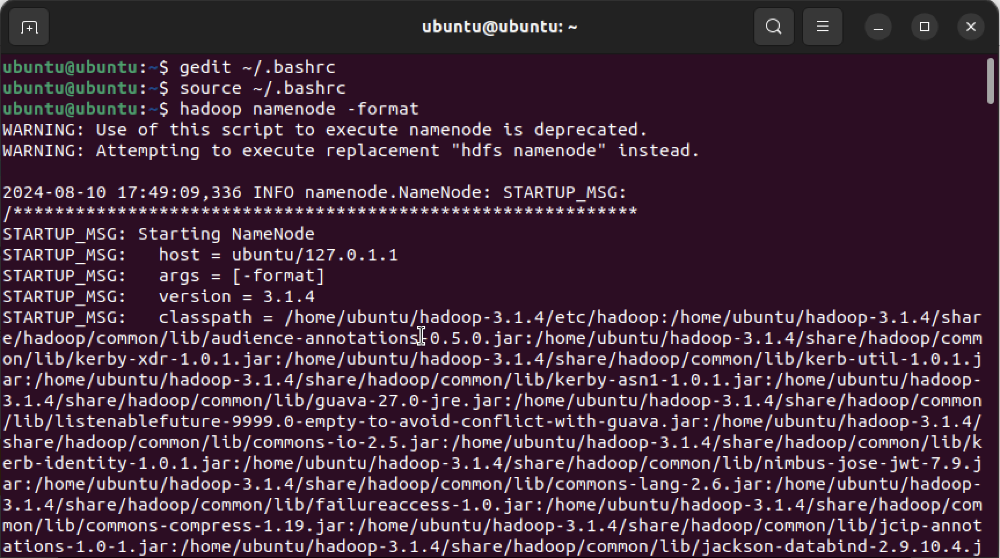 ubuntu@ubuntu: ~
ubuntu@ubuntu:~$ gedit ~/.bashrc
ubuntu@ubuntu:~$ source ~/.bashrc
ubuntu@ubuntu:~$ hadoop namenode -format
WARNING: Use of this script to execute namenode is deprecated.
WARNING: Attempting to execute replacement "hdfs namenode" instead.
2024-08-10 17:49:09,336 INFO namenode.NameNode: STARTUP_MSG:
/************************************************************
STARTUP_MSG: Starting NameNode
STARTUP_MSG:   host = ubuntu/127.0.1.1
STARTUP_MSG:   args = [-format]
STARTUP_MSG:   version = 3.1.4
STARTUP_MSG:   classpath = /home/ubuntu/hadoop-3.1.4/etc/hadoop:/home/ubuntu/hadoop-3.1.4/shar
e/hadoop/common/lib/audience-annotations-0.5.0.jar:/home/ubuntu/hadoop-3.1.4/share/hadoop/comm
on/lib/kerby-xdr-1.0.1.jar:/home/ubuntu/hadoop-3.1.4/share/hadoop/common/lib/kerb-util-1.0.1.j
ar:/home/ubuntu/hadoop-3.1.4/share/hadoop/common/lib/kerby-asn1-1.0.1.jar:/home/ubuntu/hadoop-
3.1.4/share/hadoop/common/lib/guava-27.0-jre.jar:/home/ubuntu/hadoop-3.1.4/share/hadoop/common
/lib/listenablefuture-9999.0-empty-to-avoid-conflict-with-guava.jar:/home/ubuntu/hadoop-3.1.4/
share/hadoop/common/lib/commons-io-2.5.jar:/home/ubuntu/hadoop-3.1.4/share/hadoop/common/lib/k
erb-identity-1.0.1.jar:/home/ubuntu/hadoop-3.1.4/share/hadoop/common/lib/nimbus-jose-jwt-7.9.j
ar:/home/ubuntu/hadoop-3.1.4/share/hadoop/common/lib/commons-lang-2.6.jar:/home/ubuntu/hadoop-
3.1.4/share/hadoop/common/lib/failureaccess-1.0.jar:/home/ubuntu/hadoop-3.1.4/share/hadoop/com
mon/lib/commons-compress-1.19.jar:/home/ubuntu/hadoop-3.1.4/share/hadoop/common/lib/jcip-annot
ations-1.0-1.jar:/home/ubuntu/hadoop-3.1.4/share/hadoop/common/lib/jackson-databind-2.9.10.4.j